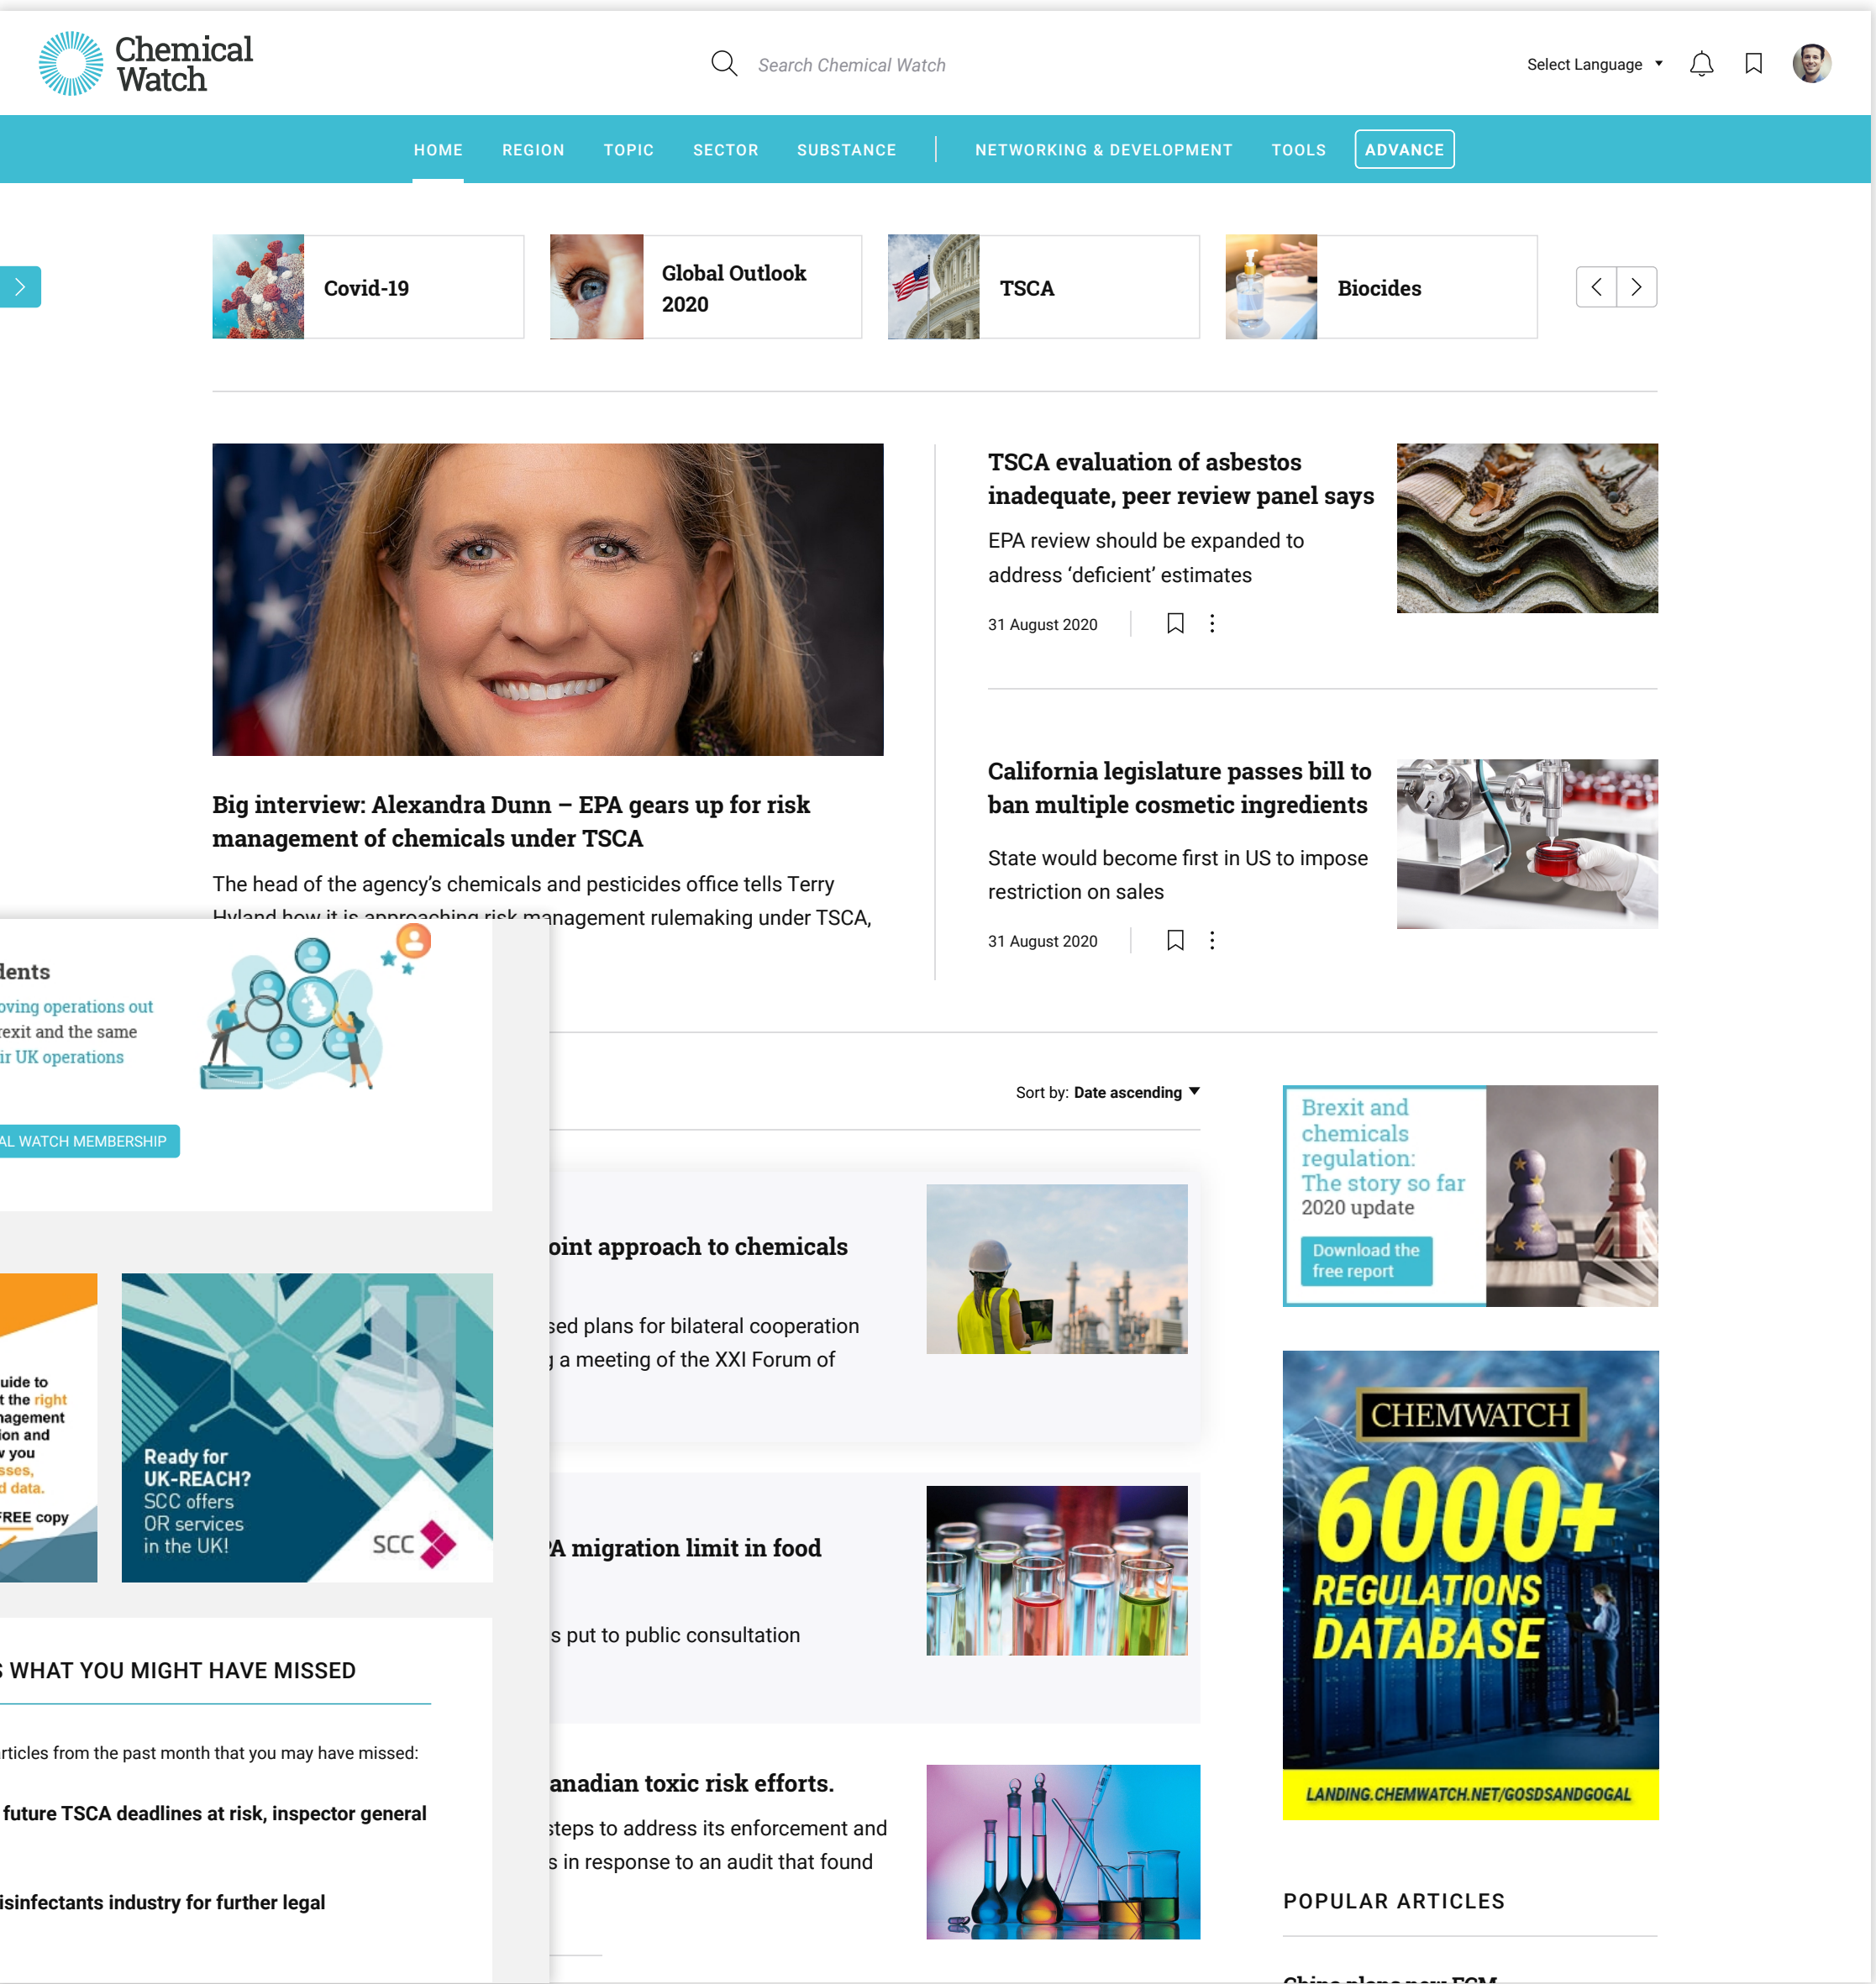 Chemical
Watch
Search Chemical Watch
Select Language
HOME REGION TOPIC SECTOR SUBSTANCE NETWORKING & DEVELOPMENT TOOLS ADVANCE
Covid-19
Global Outlook
2020
TSCA
Biocides
Big interview: Alexandra Dunn – EPA gears up for risk
management of chemicals under TSCA
The head of the agency’s chemicals and pesticides office tells Terry
Hyland how it is approaching risk management rulemaking under TSCA,
TSCA evaluation of asbestos
inadequate, peer review panel says
EPA review should be expanded to
address ‘deficient’ estimates
31 August 2020
California legislature passes bill to
ban multiple cosmetic ingredients
State would become first in US to impose
restriction on sales
31 August 2020
dents
oving operations out
rexit and the same
ir UK operations
AL WATCH MEMBERSHIP
uide to
t the right
nagement
ion and
v you
sses,
d data.
FREE copy
Ready for
UK-REACH?
SCC offers
OR services
in the UK!
SCC
S WHAT YOU MIGHT HAVE MISSED
articles from the past month that you may have missed:
future TSCA deadlines at risk, inspector general
isinfectants industry for further legal
Sort by: Date ascending
oint approach to chemicals
sed plans for bilateral cooperation
g a meeting of the XXI Forum of
PA migration limit in food
s put to public consultation
anadian toxic risk efforts.
steps to address its enforcement and
s in response to an audit that found
Brexit and
chemicals
regulation:
The story so far
2020 update
Download the
free report
CHEMWATCH
6000+
REGULATIONS
DATABASE
LANDING.CHEMWATCH.NET/GOSDSANDGOGAL
POPULAR ARTICLES
China plans new FCM